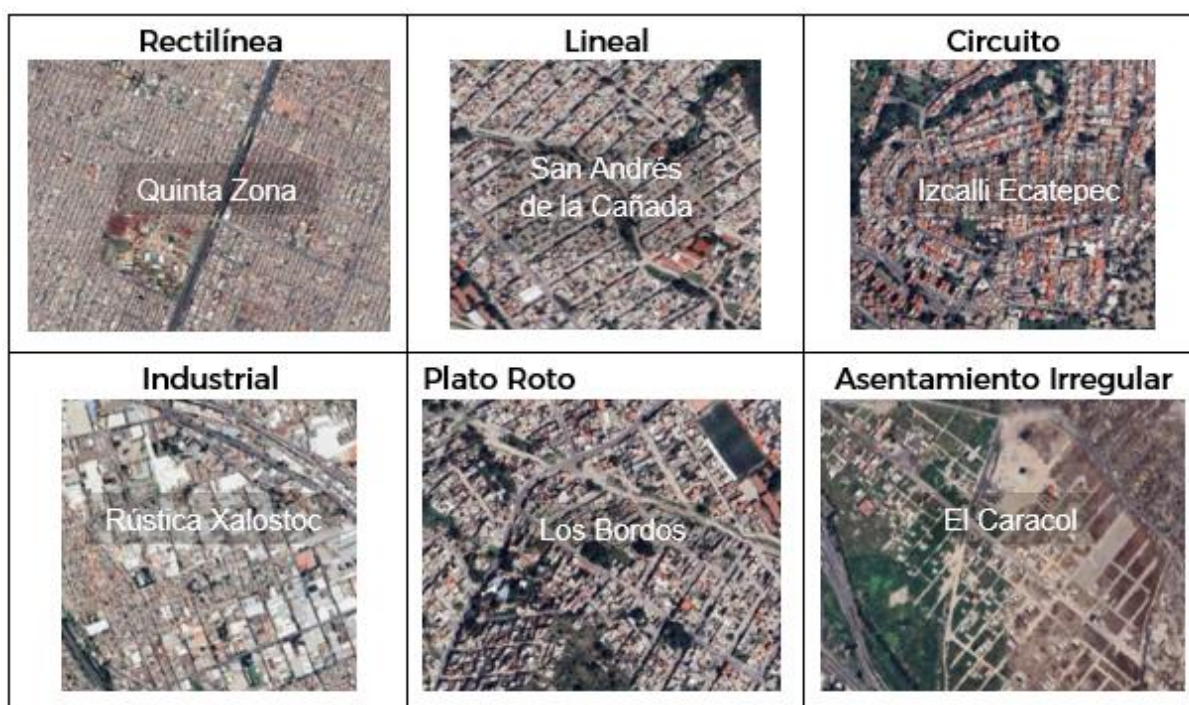 Rectilínea
Quinta Zona
Lineal
San Andrés
de la Cañada
Circuito
Izcalli Ecatepec
Industrial
Rústica Xalostoc
Plato Roto
Los Bordos
Asentamiento Irregular
El Caracol